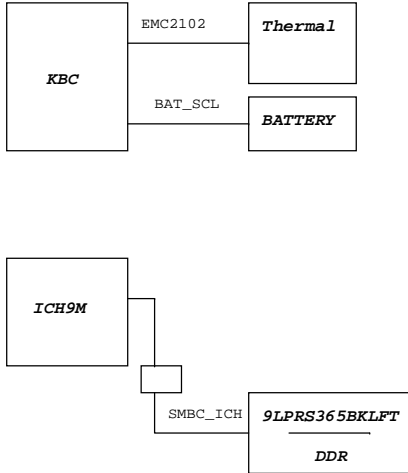 EMC2102
Thermal
KBC
BAT_SCL
BATTERY
ICH9M
SMBC_ICH
9LPRS365BKLFT
DDR